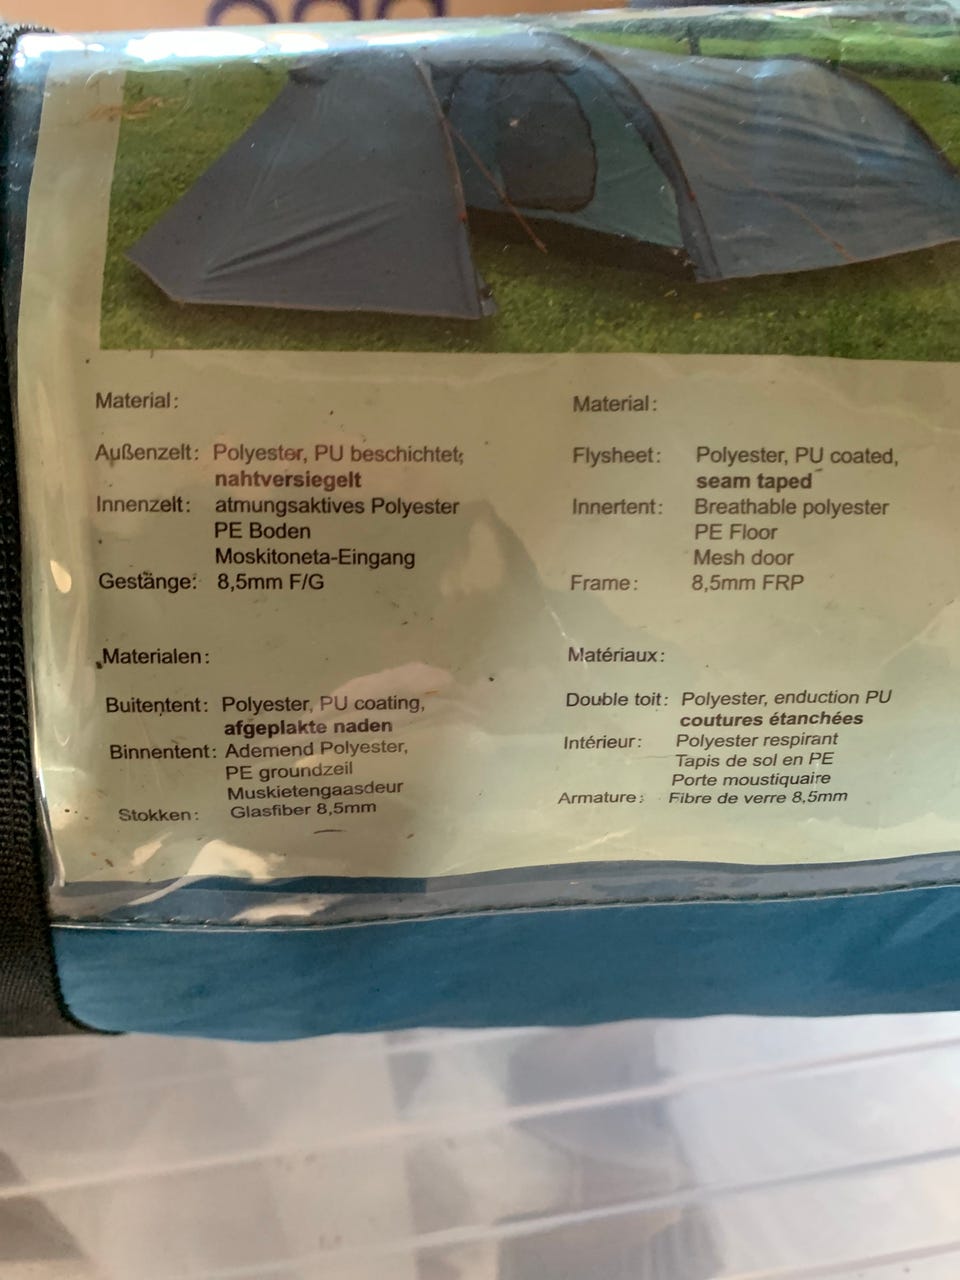 Material:
Außenzelt: Polyester, PU beschichtet;
nahtversiegelt
Innenzelt: atmungsaktives Polyester
PE Boden
Moskitoneta-Eingang
Gestänge: 8,5mm F/G
Material:
Flysheet: Polyester, PU coated,
seam taped
Innertent: Breathable polyester
PE Floor
Mesh door
Frame: 8,5mm FRP
Materialen:
Buitentent: Polyester, PU coating,
afgeplakte naden
Binnentent: Ademend Polyester,
PE groundzeil
Muskietengaasdeur
Stokken: Glasfiber 8,5mm
Matériaux:
Double toit: Polyester, enduction PU
coutures étanchées
Intérieur: Polyester respirant
Tapis de sol en PE
Porte moustiquaire
Armature: Fibre de verre 8,5mm